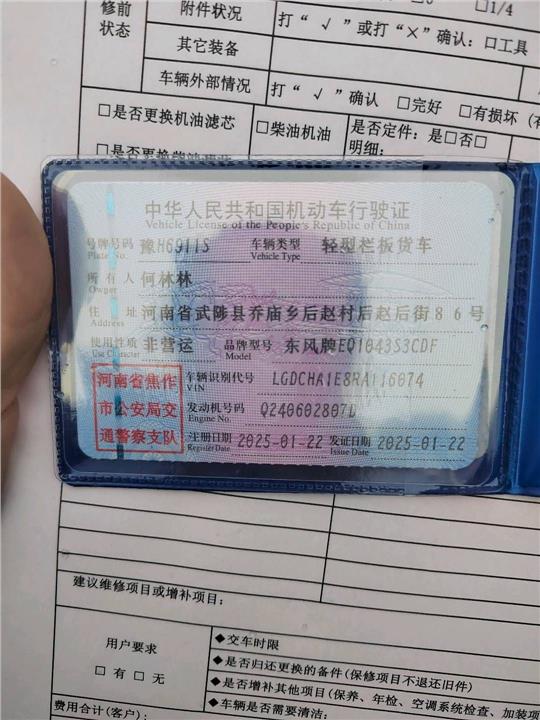 修前
状态
附件状况
□1/4
打“√”或打“×”确认：□工具
其它装备
车辆外部情况
打“√”确认 □完好 □有损坏
□是否更换机油滤芯
□柴油机油
是否定件：是□否□
明细：
中华人民共和国机动车行驶证
Vehicle License of the People's Republic of China
号牌号码 豫H6911S 车辆类型 轻型栏板货车
Plate No. Vehicle Type
所有人 何林林
Owner
住址 河南省武陟县乔庙乡后赵村后赵后街86号
Address
使用性质 非营运 品牌型号 东风牌EQ1043S3CDF
Use Character Model
河南省焦作
市公安局交
通警察支队
车辆识别代号 LGDCHA1E8RA116074
VIN
发动机号码 Q240602807D
Engine No.
注册日期 2025-01-22 发证日期 2025-01-22
Register Date Issue Date
建议维修项目或增补项目：
用户要求
□有 □无
◆交车时限
◆是否归还更换的备件(保修项目不退还旧件)
◆是否增补其他项目(保养、年检、空调系统检查、加装项
◆车辆是否需要清洁：
费用合计(客户)：